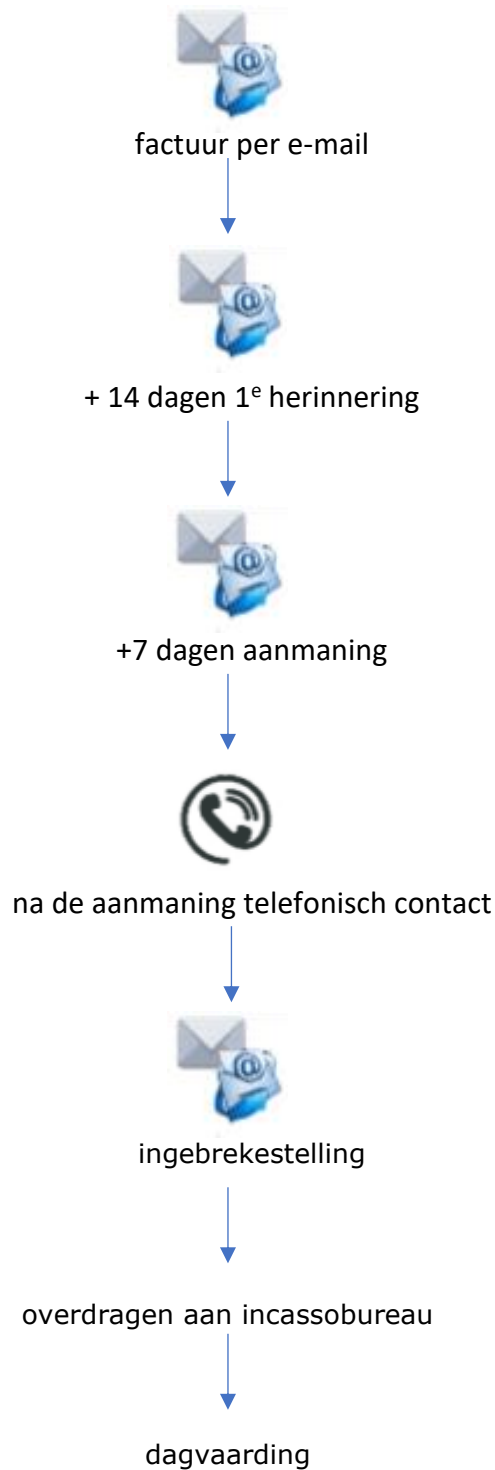 factuur per e-mail
+ 14 dagen 1e herinnering
+7 dagen aanmaning
na de aanmaning telefonisch contact
ingebrekestelling
overdragen aan incassobureau
dagvaarding